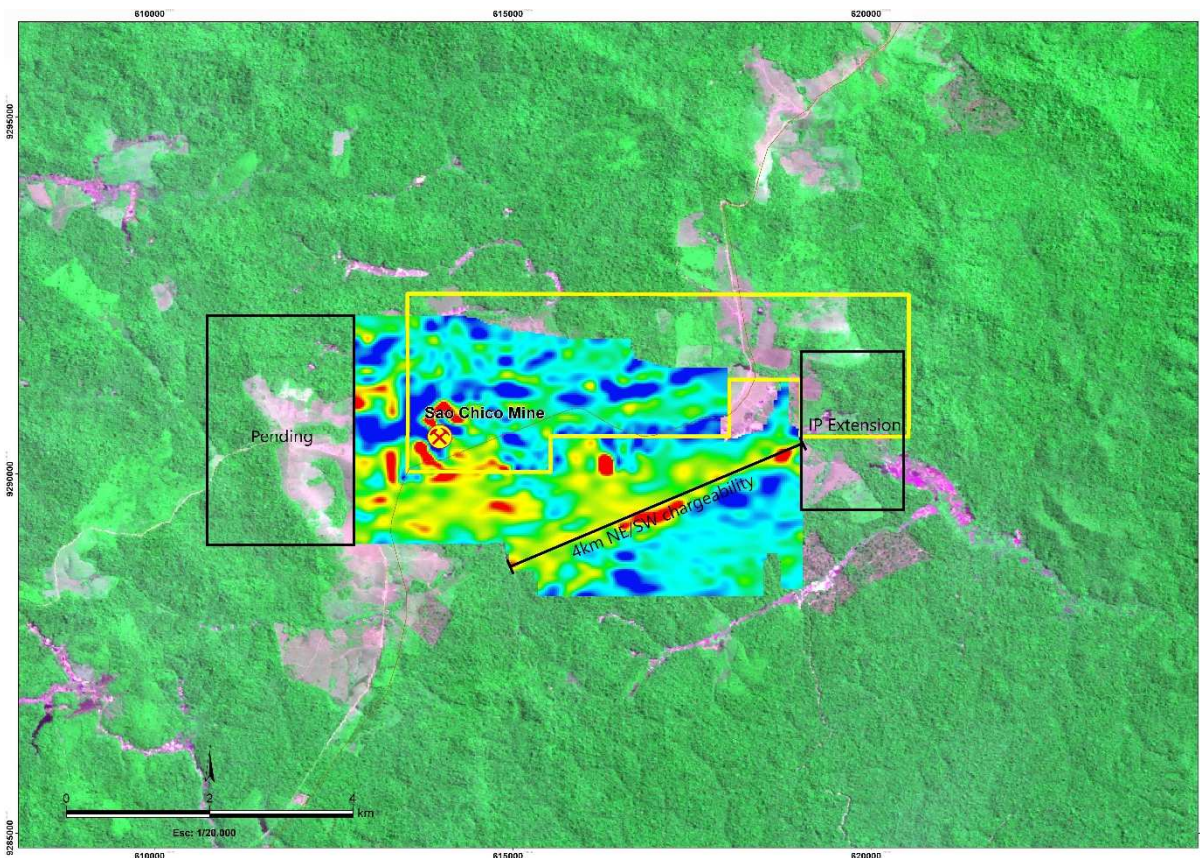 610000
615000
620000
9295000
Sao Chico Mine
Pending
IP Extension
9290000
4km NE/SW chargeability
0
2
4
km
Esc: 1/20.000
9285000
610000
615000
620000